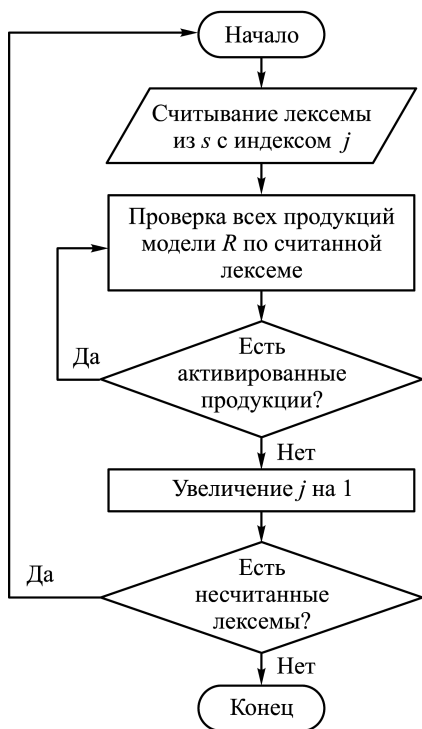 Начало
Считывание лексемы
из s с индексом j
Проверка всех продукций
модели R по считанной
лексеме
Да
Есть
активированные
продукции?
Нет
Увеличение j на 1
Да
Есть
несчитанные
лексемы?
Нет
Конец